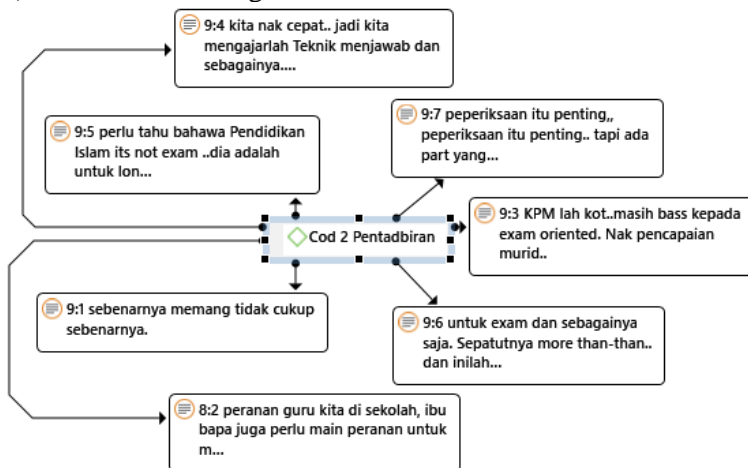 9:4 kita nak cepat.. jadi kita
mengajarlah Teknik menjawab dan
sebagainya....
9:7 peperiksaan itu penting,,
peperiksaan itu penting.. tapi ada
part yang...
9:5 perlu tahu bahawa Pendidikan
Islam its not exam ..dia adalah
untuk lon...
9:3 KPM lah kot..masih bass kepada
exam oriented. Nak pencapaian
murid..
Cod 2 Pentadbiran
9:1 sebenarnya memang tidak cukup
sebenarnya.
9:6 untuk exam dan sebagainya
saja. Sepatutnya more than-than..
dan inilah...
8:2 peranan guru kita di sekolah, ibu
bapa juga perlu main peranan untuk
m...